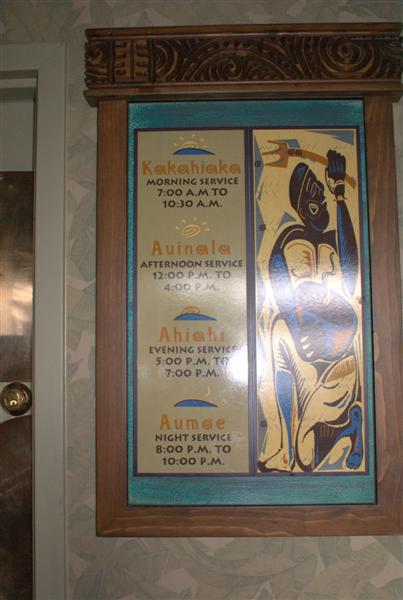 Kakahiaka
MORNING SERVICE
7:00 A.M TO
10:30 A.M.
Auinala
AFTERNOON SERVICE
12:00 P.M. TO
4:00 P.M.
Ahiahi
EVENING SERVICE
5:00 P.M. TO
7:00 P.M.
Aumoe
NIGHT SERVICE
8:00 P.M. TO
10:00 P.M.